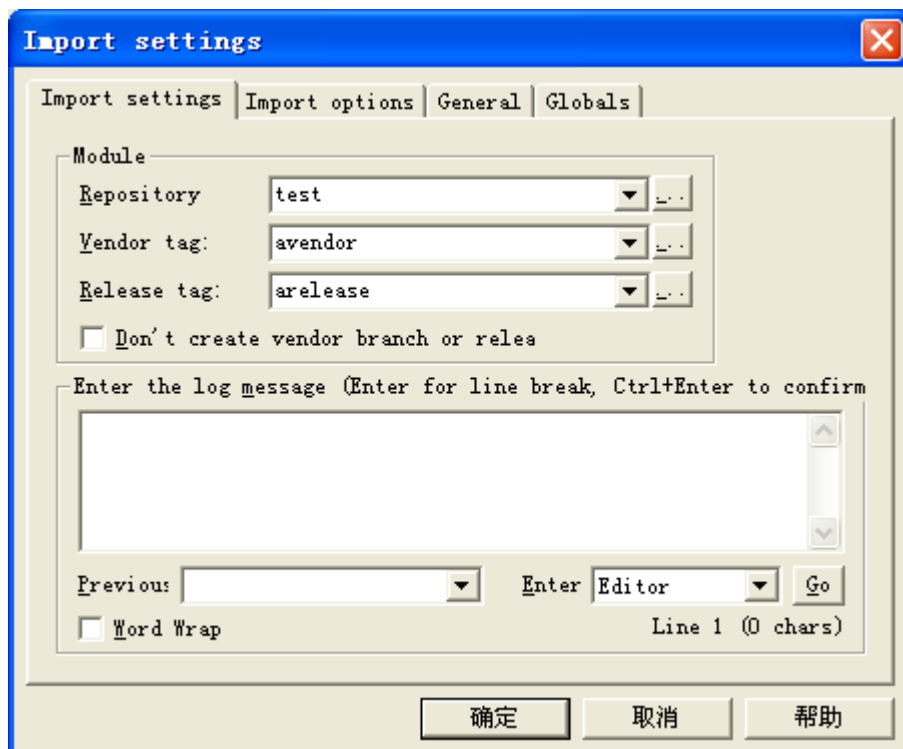 Import settings
Import settings Import options General Globals
Module
Repository test ...
Vendor tag: avendor ...
Release tag: arelease ...
Don't create vendor branch or relea
Enter the log message (Enter for line break, Ctrl+Enter to confirm
Previous Enter Editor Go
Word Wrap Line 1 (0 chars)
确定 取消 帮助